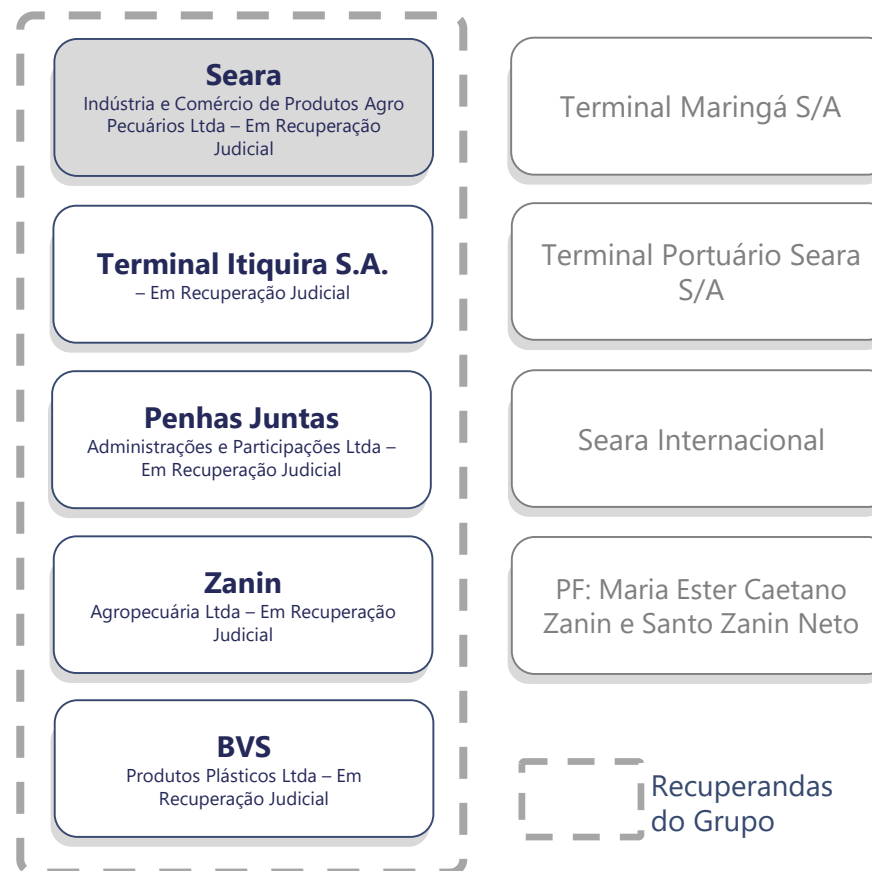 Seara
Indústria e Comércio de Produtos Agro
Pecuários Ltda – Em Recuperação
Judicial
Terminal Itiquira S.A.
– Em Recuperação Judicial
Penhas Juntas
Administrações e Participações Ltda –
Em Recuperação Judicial
Zanin
Agropecuária Ltda – Em Recuperação
Judicial
BVS
Produtos Plásticos Ltda – Em
Recuperação Judicial
Terminal Maringá S/A
Terminal Portuário Seara
S/A
Seara Internacional
PF: Maria Ester Caetano
Zanin e Santo Zanin Neto
Recuperandas
do Grupo